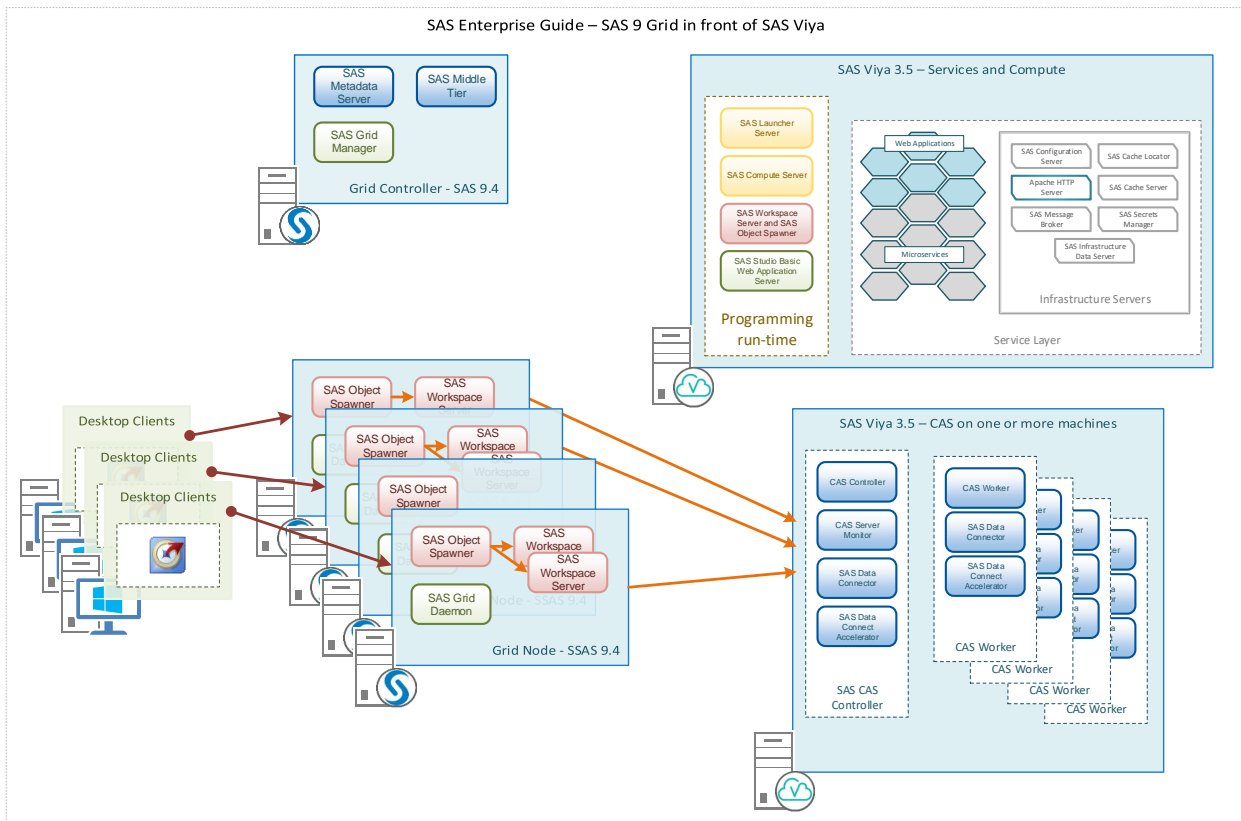 SAS Enterprise Guide – SAS 9 Grid in front of SAS Viya
SAS
Metadata
Server
SAS Middle
Tier
SAS Grid
Manager
Grid Controller - SAS 9.4
SAS Viya 3.5 – Services and Compute
SAS Launcher
Server
SAS Compute Server
SAS Workspace
Server and SAS
Object Spawner
SAS Studio Basic
Web Application
Server
Programming
run-time
Web Applications
Microservices
SAS Configuration
Server
SAS Cache Locator
Apache HTTP
Server
SAS Cache Server
SAS Message
Broker
SAS Secrets
Manager
SAS Infrastructure
Data Server
Infrastructure Servers
Service Layer
Desktop Clients
Desktop Clients
Desktop Clients
SAS Object
Spawner
SAS
Workspace
SAS Object
Spawner
SAS
Workspace
SAS Workspace
Server
SAS Object
Spawner
SAS Object
Spawner
SAS
Workspace
SAS Workspace
Server
SAS Grid
Daemon
Node - SSAS 9.4
Grid Node - SSAS 9.4
SAS Viya 3.5 – CAS on one or more machines
CAS Controller
CAS Server
Monitor
SAS Data
Connector
SAS Data
Connect
Accelerator
SAS CAS
Controller
CAS Worker
SAS Data
Connector
SAS Data
Connect
Accelerator
CAS Worker
CAS Worker
CAS Worker
CAS Worker